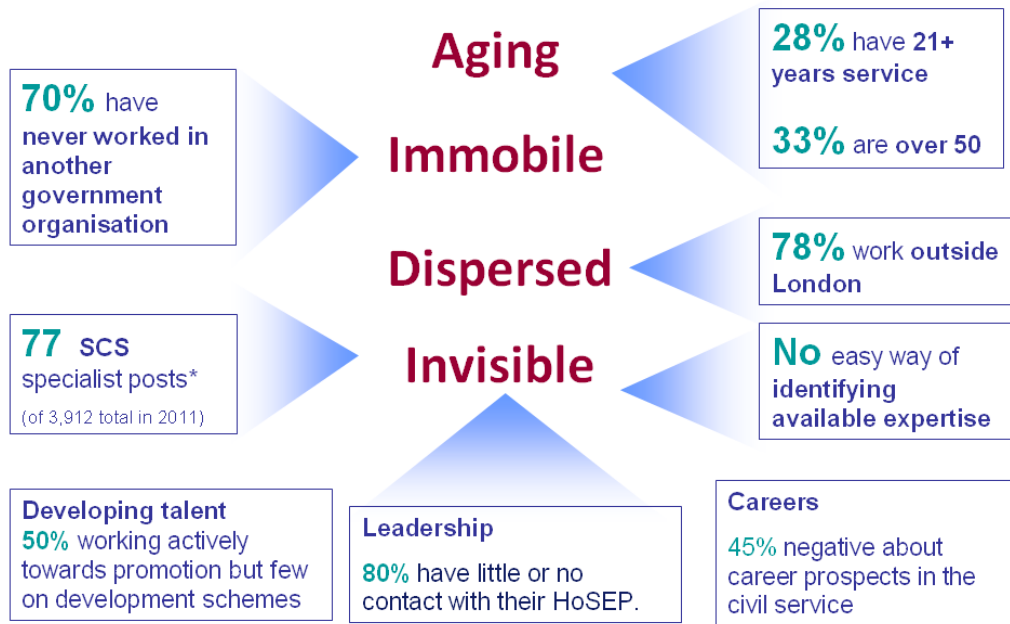 Aging
28% have 21+
years service
33% are over 50
70% have
never worked in
another
government
organisation
Immobile
Dispersed
78% work outside
London
77 SCS
specialist posts*
(of 3,912 total in 2011)
Invisible
No easy way of
identifying
available expertise
Developing talent
50% working actively
towards promotion but few
on development schemes
Leadership
80% have little or no
contact with their HoSEP.
Careers
45% negative about
career prospects in the
civil service